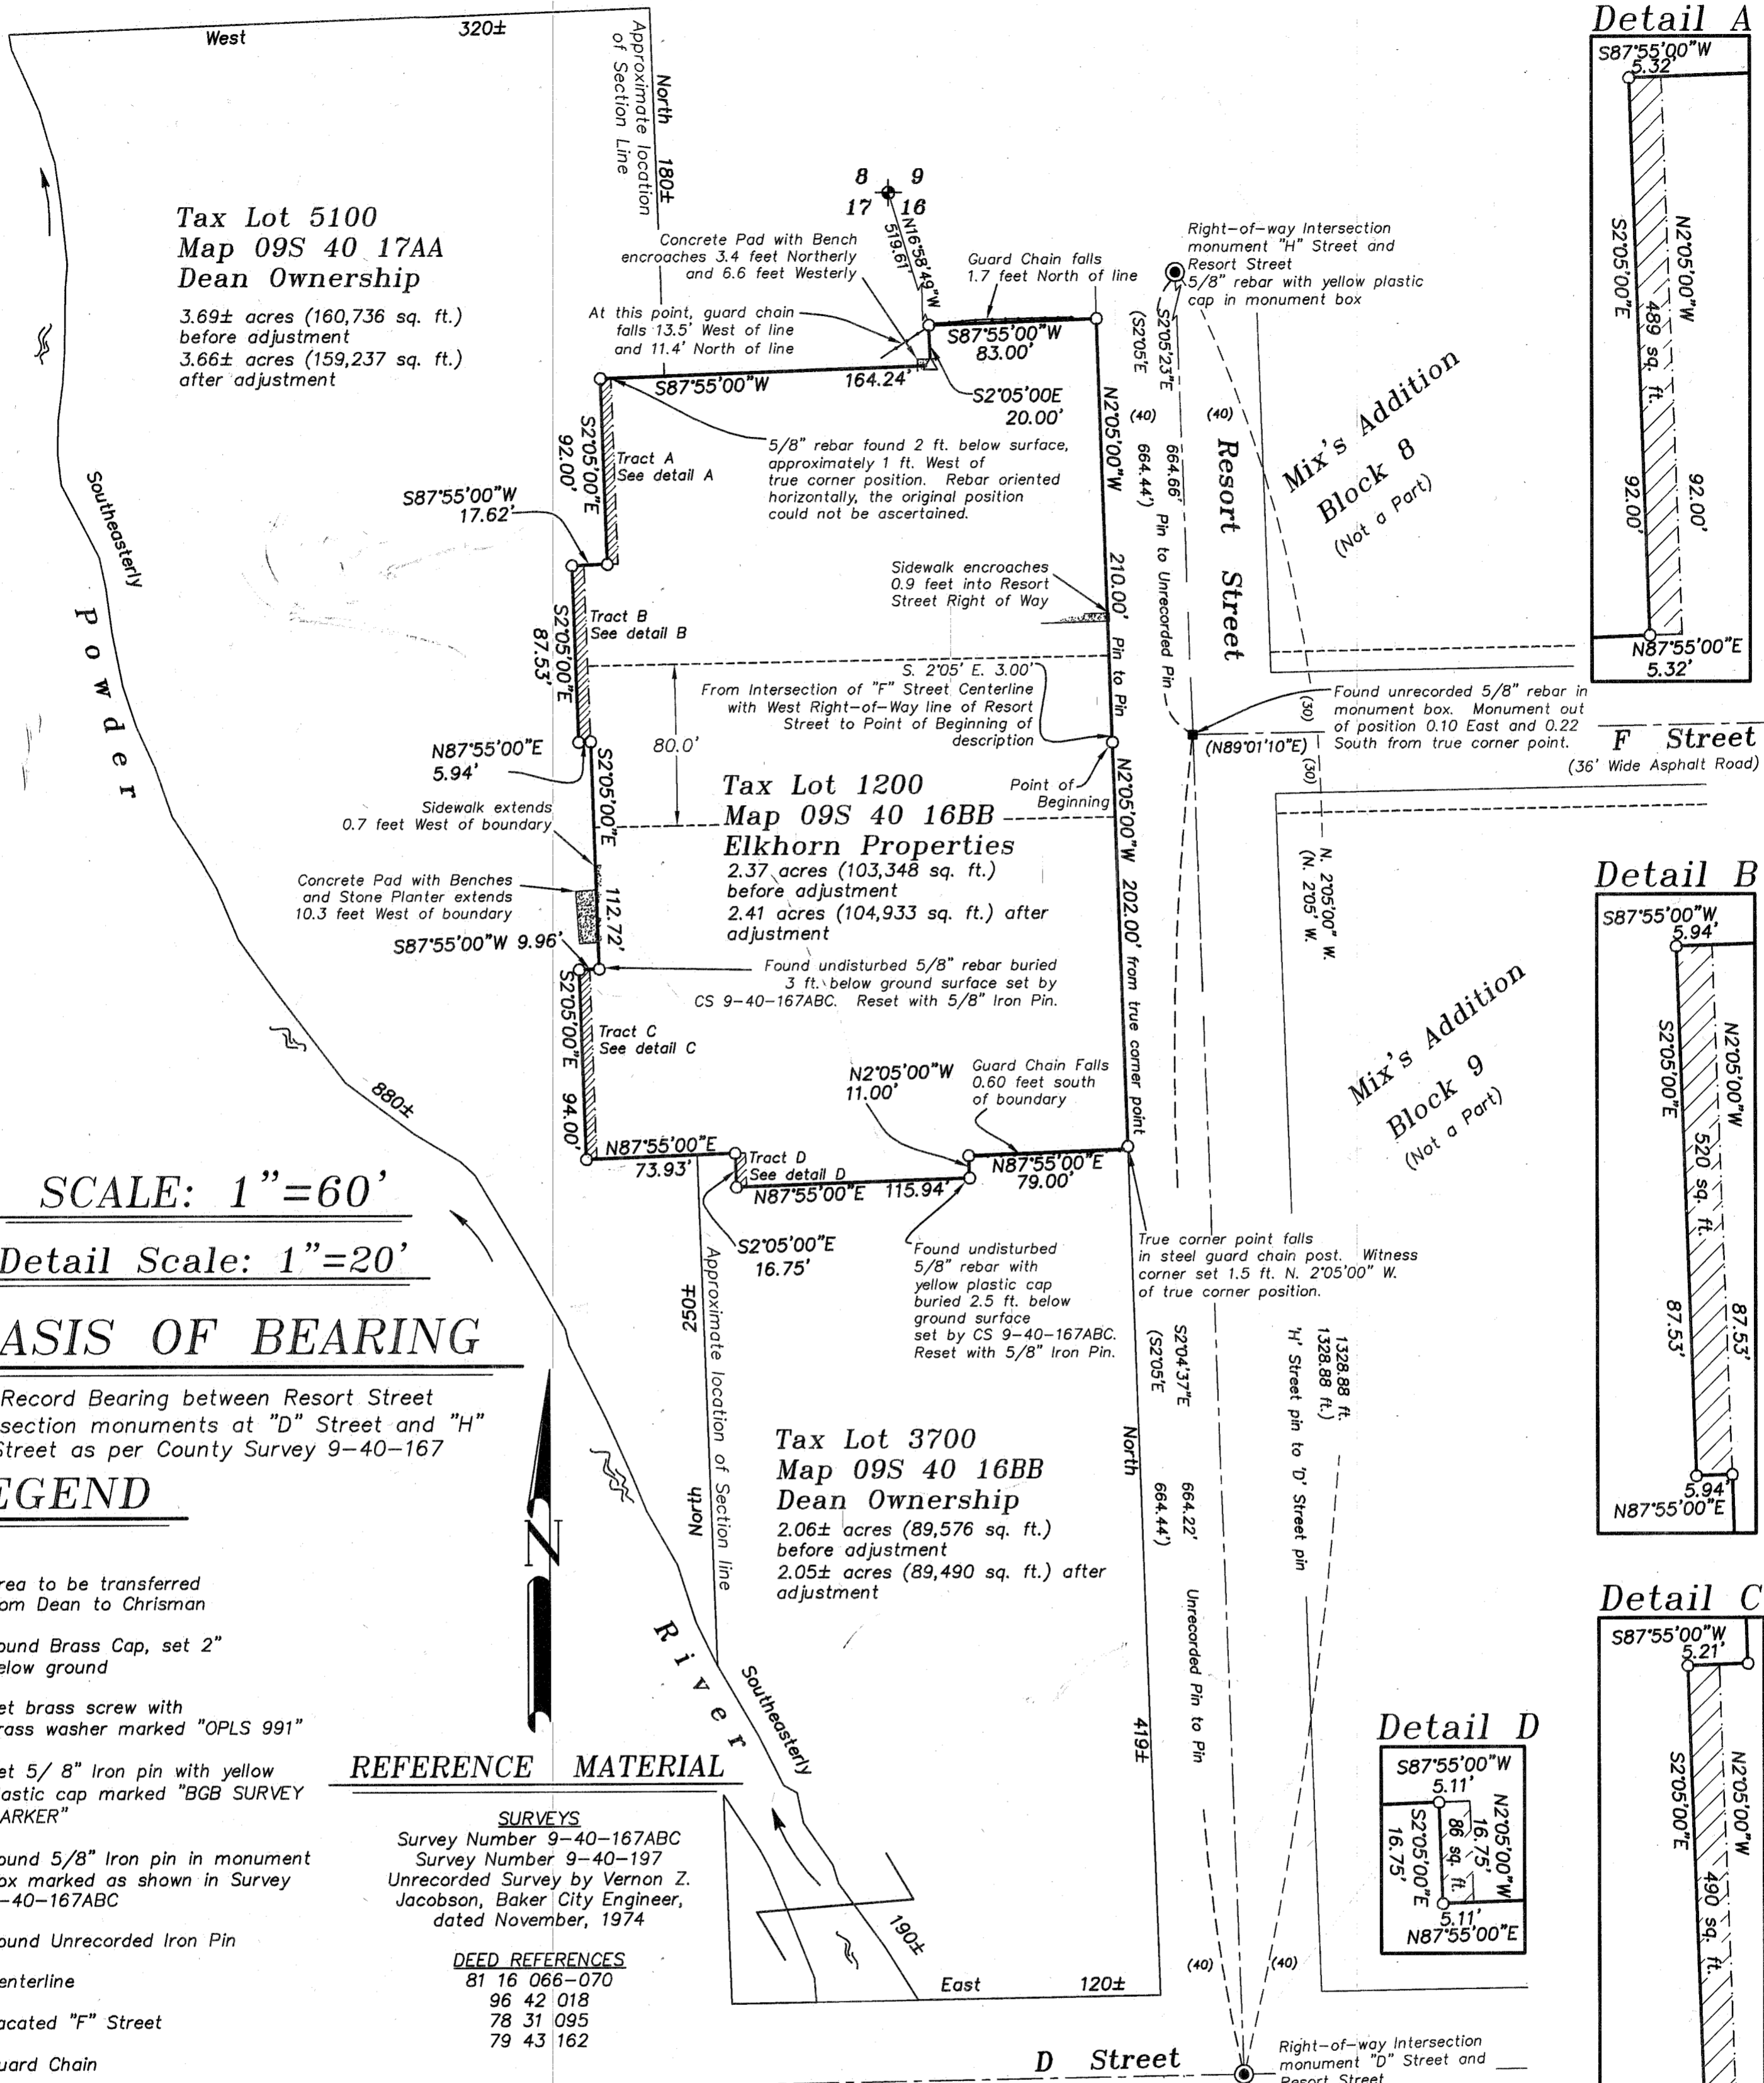 West
320±
North 180±
Approximate location
of Section Line
Tax Lot 5100
Map 09S 40 17AA
Dean Ownership
3.69± acres (160,736 sq. ft.)
before adjustment
3.66± acres (159,237 sq. ft.)
after adjustment
8 9
17 16
N16°58'49"W
519.61'
Concrete Pad with Bench
encroaches 3.4 feet Northerly
and 6.6 feet Westerly
Guard Chain falls
1.7 feet North of line
At this point, guard chain
falls 13.5' West of line
and 11.4' North of line
S87°55'00"W
83.00'
S87°55'00"W 164.24'
S2°05'00E
20.00'
Right-of-way Intersection
monument "H" Street and
Resort Street
5/8" rebar with yellow plastic
cap in monument box
5/8" rebar found 2 ft. below surface,
approximately 1 ft. West of
true corner position. Rebar oriented
horizontally, the original position
could not be ascertained.
S2°05'00"E
92.00'
Tract A
See detail A
S87°55'00"W
17.62'
S2°05'00"E
87.53'
Tract B
See detail B
N87°55'00"E
5.94'
80.0'
Sidewalk encroaches
0.9 feet into Resort
Street Right of Way
S. 2°05' E. 3.00'
From Intersection of "F" Street Centerline
with West Right-of-Way line of Resort
Street to Point of Beginning of
description
Point of
Beginning
N2°05'00"W 210.00' Pin to Pin
N2°05'00"W 202.00' from true corner point
S2°05'23"E 664.66' Pin to Unrecorded Pin
(S2°05'E 664.44')
(40)
(40)
Resort Street
Mix's Addition
Block 8
(Not a Part)
Found unrecorded 5/8" rebar in
monument box. Monument out
of position 0.10 East and 0.22
South from true corner point.
(N89°01'10"E)
(30)
(30)
F Street
(36' Wide Asphalt Road)
N. 2°05'00" W.
(N. 2°05' W.
Tax Lot 1200
Map 09S 40 16BB
Elkhorn Properties
2.37 acres (103,348 sq. ft.)
before adjustment
2.41 acres (104,933 sq. ft.) after
adjustment
Sidewalk extends
0.7 feet West of boundary
S2°05'00"E 112.72'
Concrete Pad with Benches
and Stone Planter extends
10.3 feet West of boundary
S87°55'00"W 9.96'
Found undisturbed 5/8" rebar buried
3 ft. below ground surface set by
CS 9-40-167ABC. Reset with 5/8" Iron Pin.
S2°05'00"E 94.00'
Tract C
See detail C
N2°05'00"W
11.00'
Guard Chain Falls
0.60 feet south
of boundary
N87°55'00"E
79.00'
N87°55'00"E
73.93'
Tract D
See detail D
N87°55'00"E 115.94'
S2°05'00"E
16.75'
Found undisturbed
5/8" rebar with
yellow plastic cap
buried 2.5 ft. below
ground surface
set by CS 9-40-167ABC.
Reset with 5/8" Iron Pin.
True corner point falls
in steel guard chain post. Witness
corner set 1.5 ft. N. 2°05'00" W.
of true corner position.
Mix's Addition
Block 9
(Not a Part)
S2°04'37"E 664.22' Unrecorded Pin to Pin
(S2°05'E 664.44')
1328.88 ft.
1328.88 ft.)
'H' Street pin to 'D' Street pin
North 419±
North 250±
Approximate location of Section line
Tax Lot 3700
Map 09S 40 16BB
Dean Ownership
2.06± acres (89,576 sq. ft.)
before adjustment
2.05± acres (89,490 sq. ft.) after
adjustment
Southeasterly
880±
Powder
River
Southeasterly
190±
East 120±
(40)
(40)
D Street
Right-of-way Intersection
monument "D" Street and
Resort Street
SCALE: 1"=60'
Detail Scale: 1"=20'
ASIS OF BEARING
Record Bearing between Resort Street
section monuments at "D" Street and "H"
Street as per County Survey 9-40-167
EGEND
N
rea to be transferred
om Dean to Chrisman
ound Brass Cap, set 2"
elow ground
et brass screw with
rass washer marked "OPLS 991"
et 5/ 8" Iron pin with yellow
lastic cap marked "BGB SURVEY
ARKER"
ound 5/8" Iron pin in monument
ox marked as shown in Survey
-40-167ABC
ound Unrecorded Iron Pin
enterline
acated "F" Street
uard Chain
REFERENCE MATERIAL
SURVEYS
Survey Number 9-40-167ABC
Survey Number 9-40-197
Unrecorded Survey by Vernon Z.
Jacobson, Baker City Engineer,
dated November, 1974
DEED REFERENCES
81 16 066-070
96 42 018
78 31 095
79 43 162
Detail A
S87°55'00"W
5.32'
S2°05'00"E
92.00'
489 sq. ft.
N2°05'00"W
92.00'
N87°55'00"E
5.32'
Detail B
S87°55'00"W
5.94'
S2°05'00"E
87.53'
520 sq. ft.
N2°05'00"W
87.53'
5.94'
N87°55'00"E
Detail C
S87°55'00"W
5.21'
S2°05'00"E
490 sq. ft.
N2°05'00"W
Detail D
S87°55'00"W
5.11'
S2°05'00"E
16.75'
86 sq. ft.
N2°05'00"W
16.75'
5.11'
N87°55'00"E